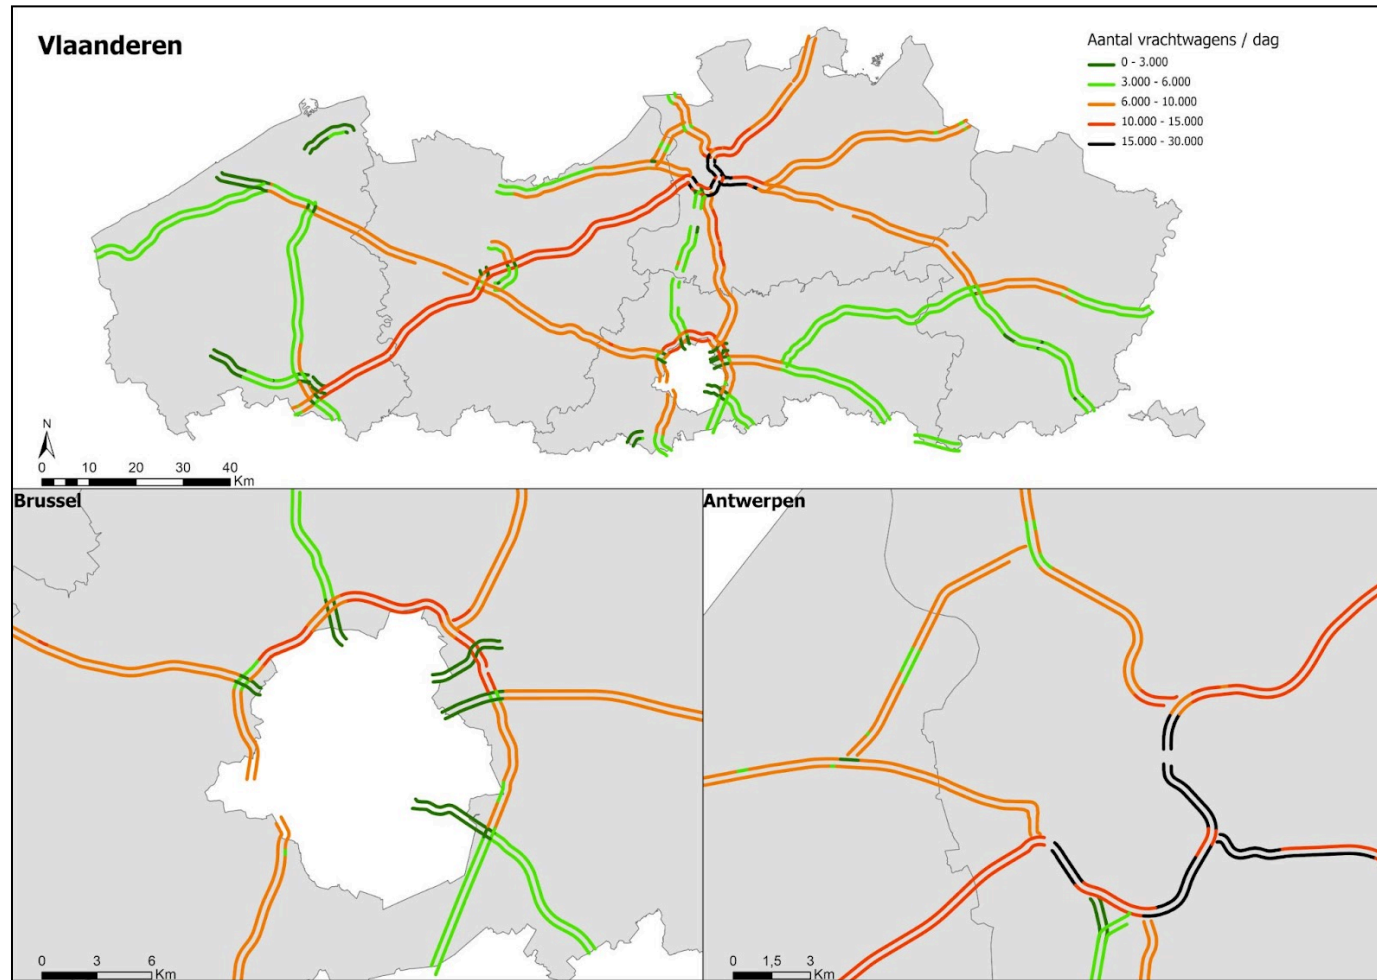 Vlaanderen
Aantal vrachtwagens / dag
0 - 3.000
3.000 - 6.000
6.000 - 10.000
10.000 - 15.000
15.000 - 30.000
N
0 10 20 30 40
Km
Brussel
0 3 6
Km
Antwerpen
0 1,5 3
Km